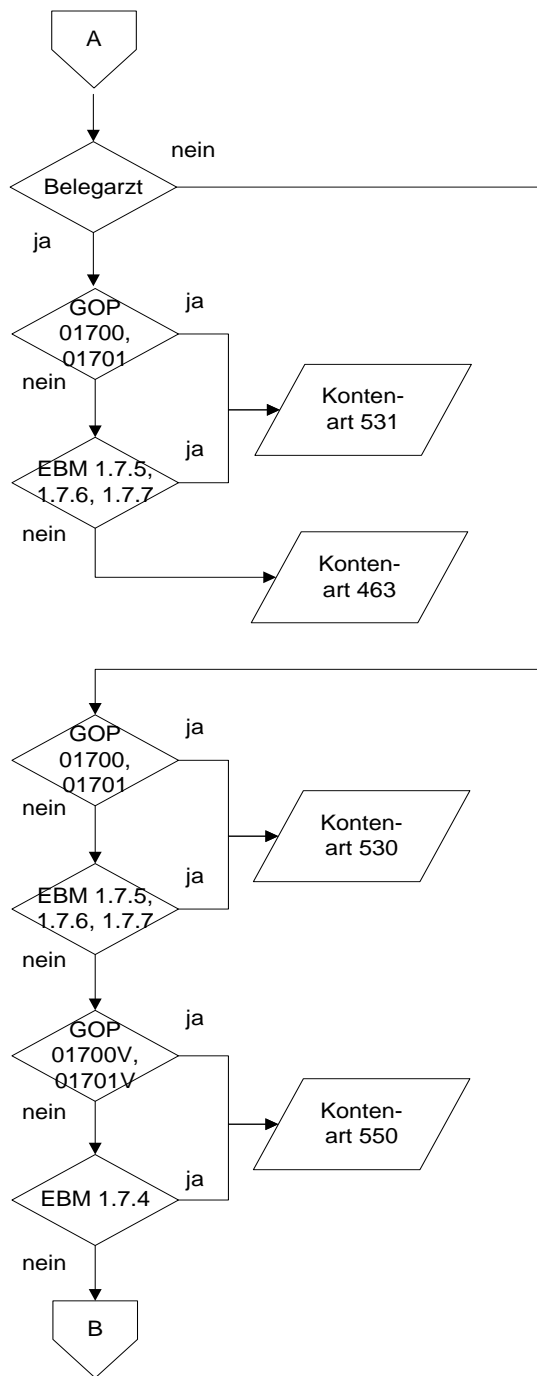 A
nein
Belegarzt
ja
GOP
01700,
01701
ja
nein
Konten-
art 531
EBM 1.7.5,
1.7.6, 1.7.7
ja
nein
Konten-
art 463
GOP
01700,
01701
ja
nein
Konten-
art 530
EBM 1.7.5,
1.7.6, 1.7.7
ja
nein
GOP
01700V,
01701V
ja
nein
Konten-
art 550
EBM 1.7.4
ja
nein
B